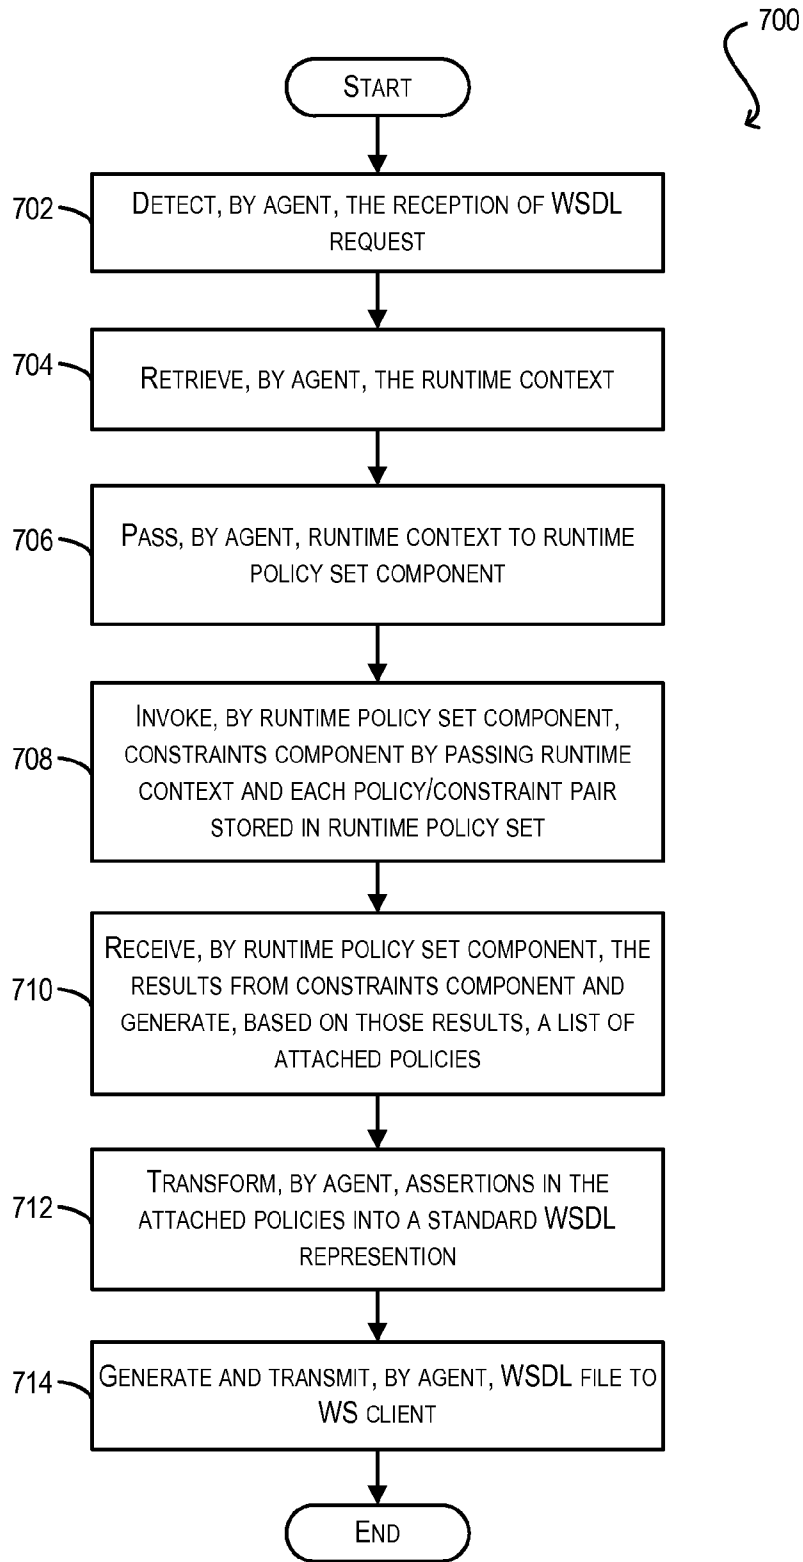 700
START
702
DETECT, BY AGENT, THE RECEPTION OF WSDL
REQUEST
704
RETRIEVE, BY AGENT, THE RUNTIME CONTEXT
706
PASS, BY AGENT, RUNTIME CONTEXT TO RUNTIME
POLICY SET COMPONENT
708
INVOKE, BY RUNTIME POLICY SET COMPONENT,
CONSTRAINTS COMPONENT BY PASSING RUNTIME
CONTEXT AND EACH POLICY/CONSTRAINT PAIR
STORED IN RUNTIME POLICY SET
710
RECEIVE, BY RUNTIME POLICY SET COMPONENT, THE
RESULTS FROM CONSTRAINTS COMPONENT AND
GENERATE, BASED ON THOSE RESULTS, A LIST OF
ATTACHED POLICIES
712
TRANSFORM, BY AGENT, ASSERTIONS IN THE
ATTACHED POLICIES INTO A STANDARD WSDL
REPRESENTION
714
GENERATE AND TRANSMIT, BY AGENT, WSDL FILE TO
WS CLIENT
END